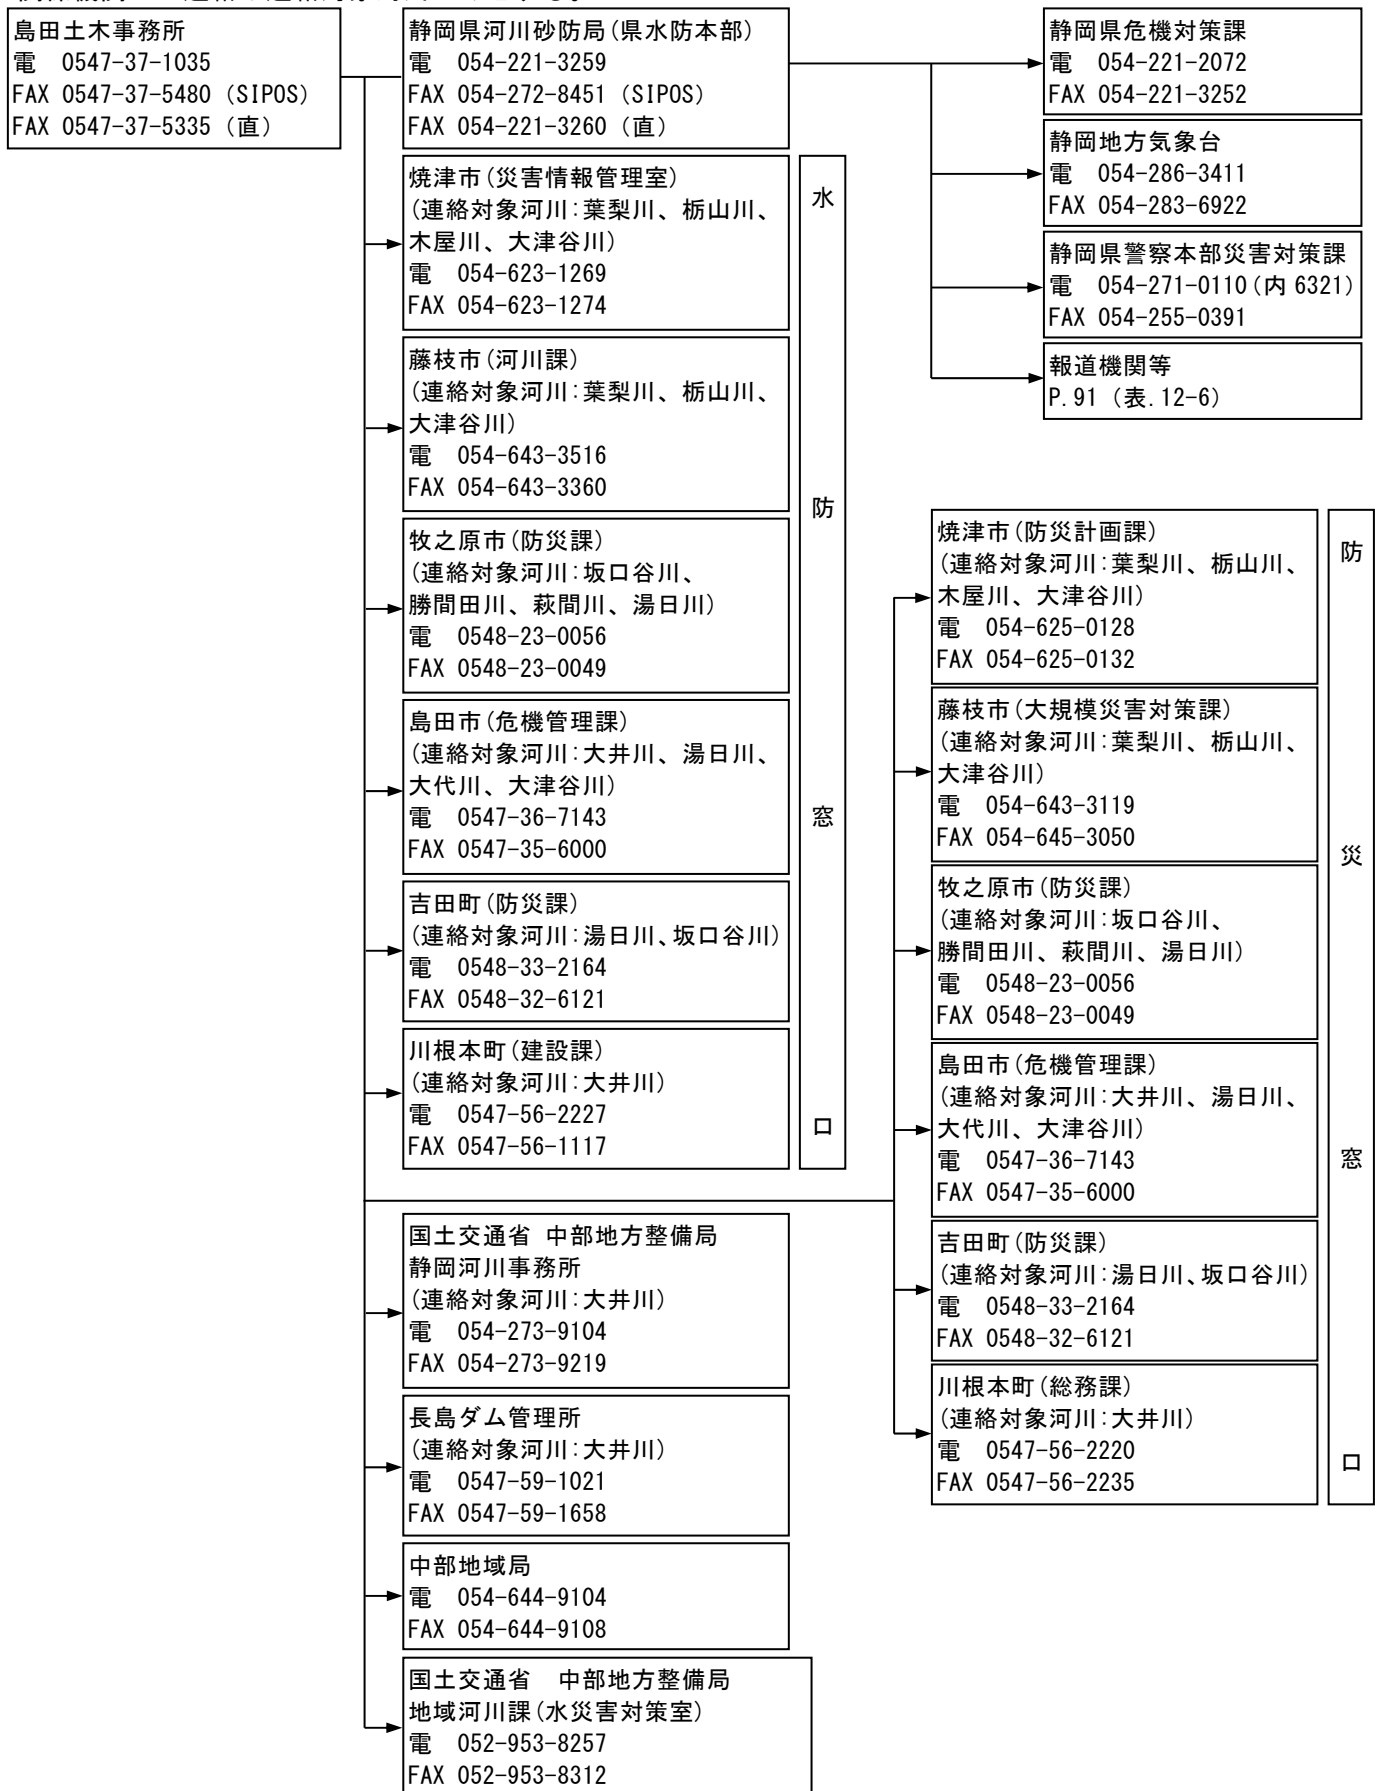 島田土木事務所
電 0547-37-1035
FAX 0547-37-5480 (SIPOS)
FAX 0547-37-5335 (直)
静岡県河川砂防局(県水防本部)
電 054-221-3259
FAX 054-272-8451 (SIPOS)
FAX 054-221-3260 (直)
静岡県危機対策課
電 054-221-2072
FAX 054-221-3252
静岡地方気象台
電 054-286-3411
FAX 054-283-6922
静岡県警察本部災害対策課
電 054-271-0110(内 6321)
FAX 054-255-0391
報道機関等
P.91 (表.12-6)
焼津市(災害情報管理室)
(連絡対象河川:葉梨川、栃山川、
木屋川、大津谷川)
電 054-623-1269
FAX 054-623-1274
藤枝市(河川課)
(連絡対象河川:葉梨川、栃山川、
大津谷川)
電 054-643-3516
FAX 054-643-3360
牧之原市(防災課)
(連絡対象河川:坂口谷川、
勝間田川、萩間川、湯日川)
電 0548-23-0056
FAX 0548-23-0049
島田市(危機管理課)
(連絡対象河川:大井川、湯日川、
大代川、大津谷川)
電 0547-36-7143
FAX 0547-35-6000
吉田町(防災課)
(連絡対象河川:湯日川、坂口谷川)
電 0548-33-2164
FAX 0548-32-6121
川根本町(建設課)
(連絡対象河川:大井川)
電 0547-56-2227
FAX 0547-56-1117
水防窓口
焼津市(防災計画課)
(連絡対象河川:葉梨川、栃山川、
木屋川、大津谷川)
電 054-625-0128
FAX 054-625-0132
藤枝市(大規模災害対策課)
(連絡対象河川:葉梨川、栃山川、
大津谷川)
電 054-643-3119
FAX 054-645-3050
牧之原市(防災課)
(連絡対象河川:坂口谷川、
勝間田川、萩間川、湯日川)
電 0548-23-0056
FAX 0548-23-0049
島田市(危機管理課)
(連絡対象河川:大井川、湯日川、
大代川、大津谷川)
電 0547-36-7143
FAX 0547-35-6000
吉田町(防災課)
(連絡対象河川:湯日川、坂口谷川)
電 0548-33-2164
FAX 0548-32-6121
川根本町(総務課)
(連絡対象河川:大井川)
電 0547-56-2220
FAX 0547-56-2235
防災窓口
国土交通省 中部地方整備局
静岡河川事務所
(連絡対象河川:大井川)
電 054-273-9104
FAX 054-273-9219
長島ダム管理所
(連絡対象河川:大井川)
電 0547-59-1021
FAX 0547-59-1658
中部地域局
電 054-644-9104
FAX 054-644-9108
国土交通省 中部地方整備局
地域河川課(水災害対策室)
電 052-953-8257
FAX 052-953-8312